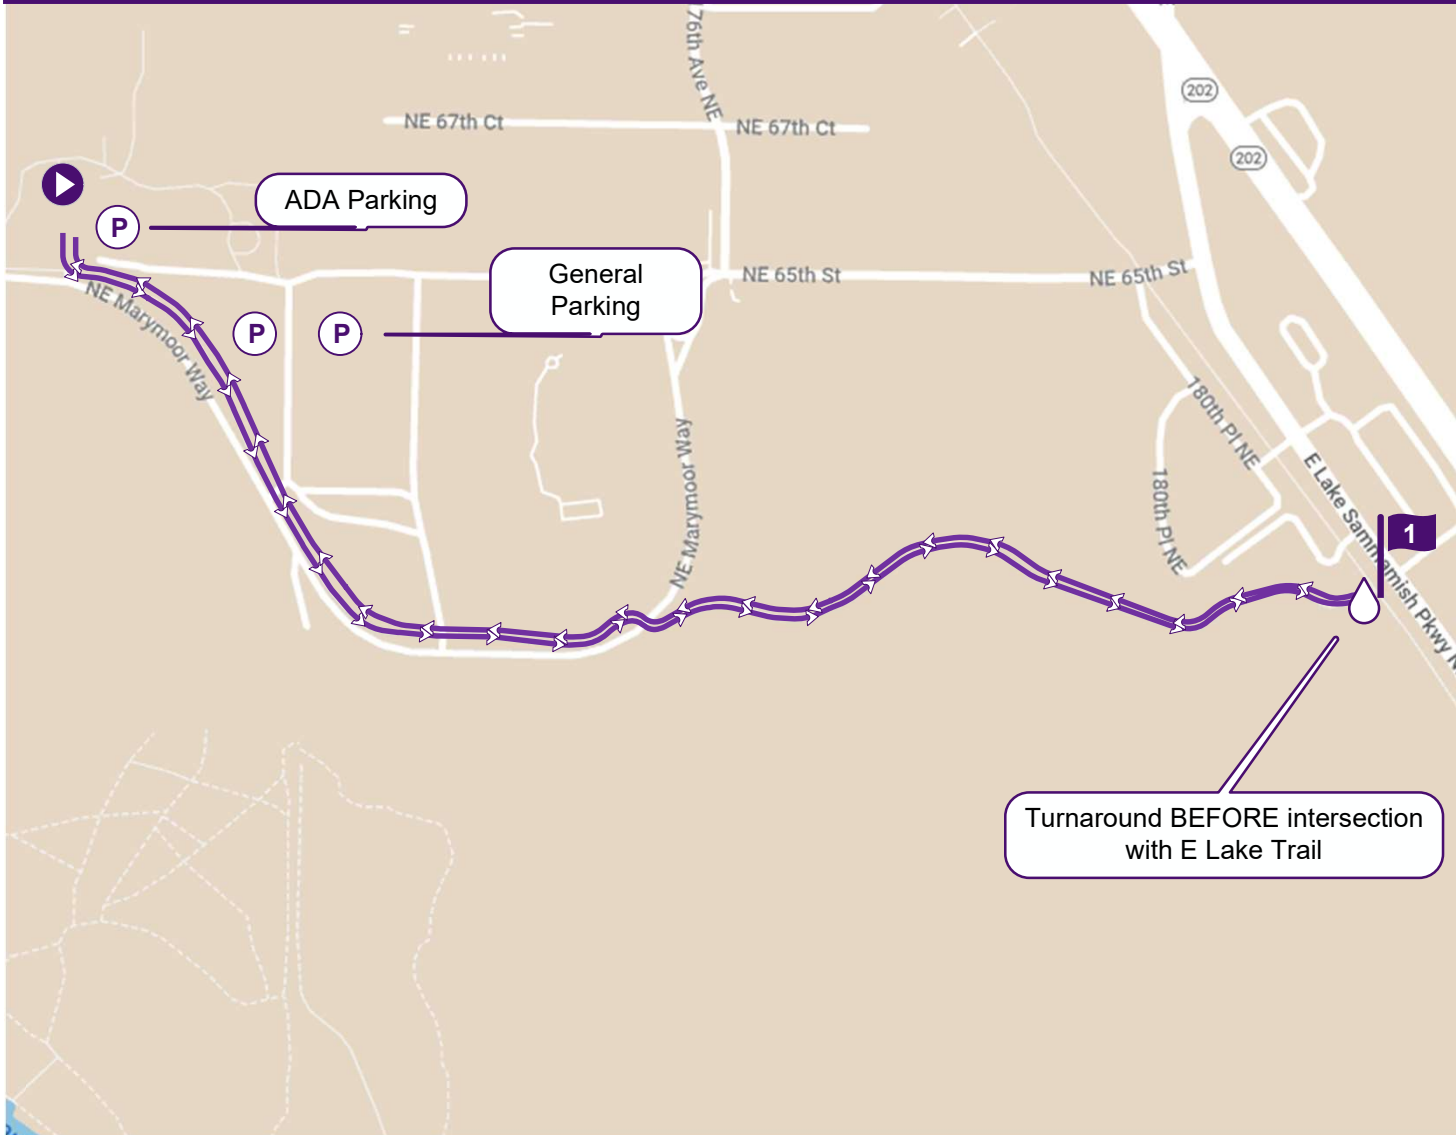 76th Ave NE
202
NE 67th Ct
NE 67th Ct
202
ADA Parking
P
General
Parking
NE 65th St
NE 65th St
NE Marymoor Way
P
P
180th Pl NE
NE Marymoor Way
180th Pl NE
E Lake Sammamish Pkwy N
1
Turnaround BEFORE intersection
with E Lake Trail